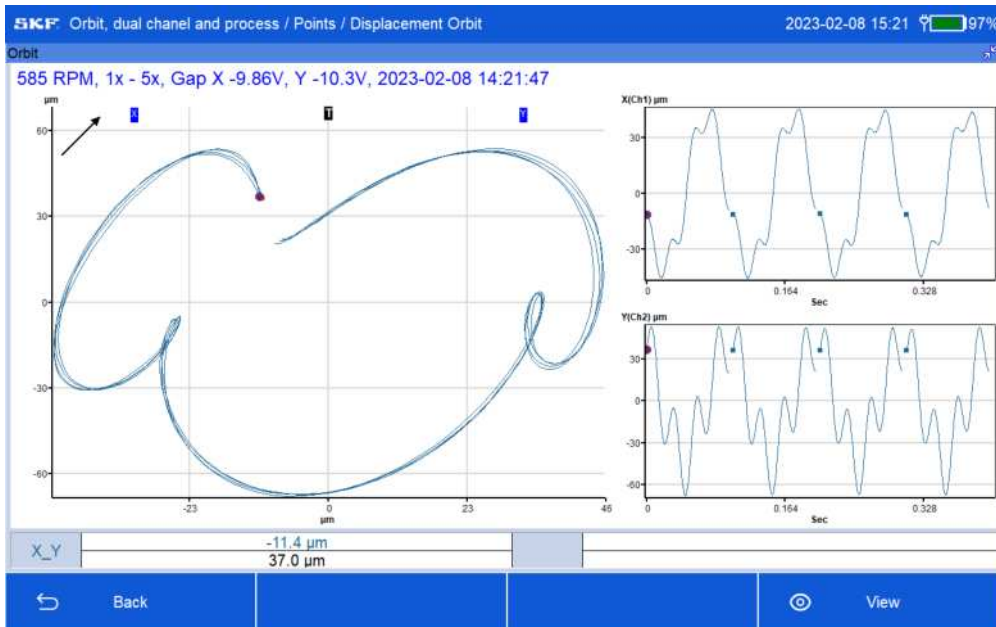 SKF. Orbit, dual chanel and process / Points / Displacement Orbit 2023-02-08 15:21 97%
Orbit
585 RPM, 1x - 5x, Gap X -9.86V, Y -10.3V, 2023-02-08 14:21:47
µm
X T Y
60
30
0
-30
-60
-23 0 23 46
µm
X(Ch1) µm
30
0
-30
0 0.164 0.328
Sec
Y(Ch2) µm
30
0
-30
-60
0 0.164 0.328
Sec
X_Y
-11.4 µm
37.0 µm
Back View